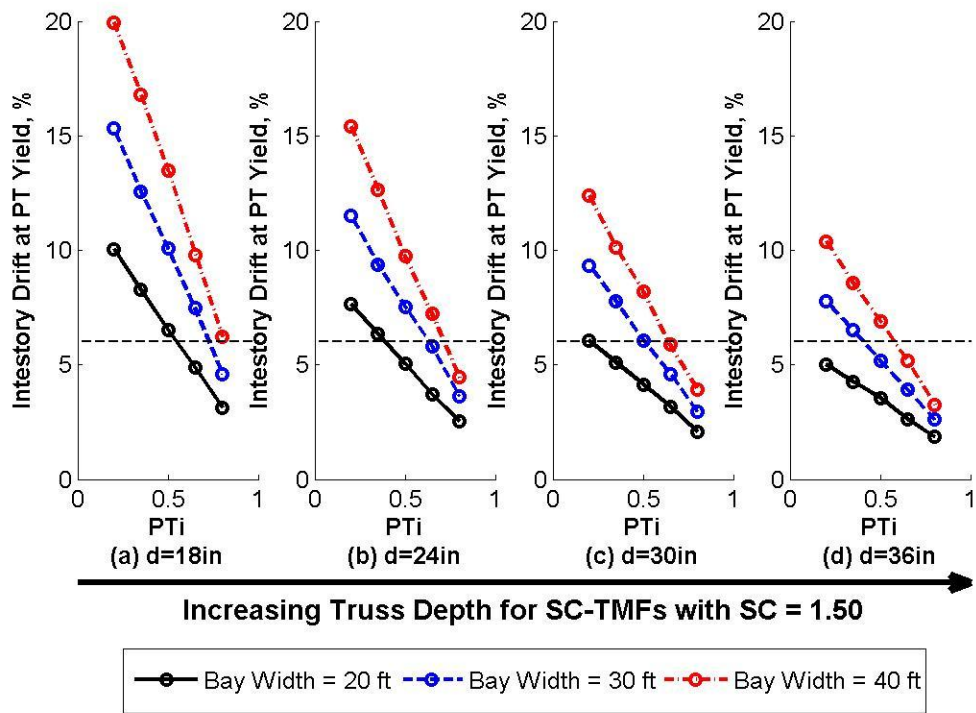 Intestory Drift at PT Yield, %
20
15
10
5
0
0 0.5 1
PTi
(a) d=18in
Intestory Drift at PT Yield, %
20
15
10
5
0
0 0.5 1
PTi
(b) d=24in
Intestory Drift at PT Yield, %
20
15
10
5
0
0 0.5 1
PTi
(c) d=30in
Intestory Drift at PT Yield, %
20
15
10
5
0
0 0.5 1
PTi
(d) d=36in
Increasing Truss Depth for SC-TMFs with SC = 1.50
Bay Width = 20 ft Bay Width = 30 ft Bay Width = 40 ft